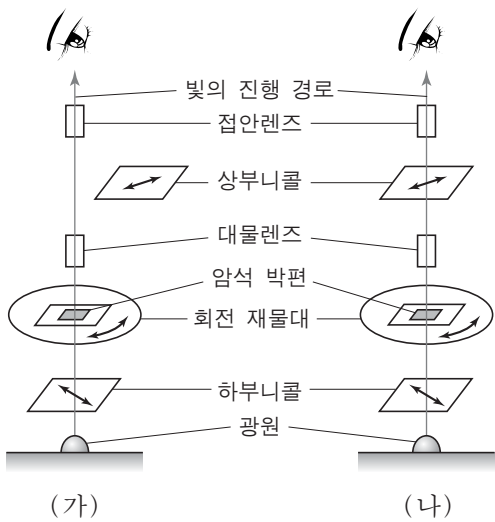 빛의 진행 경로
접안렌즈
상부니콜
대물렌즈
암석 박편
회전 재물대
하부니콜
광원
(가)
(나)